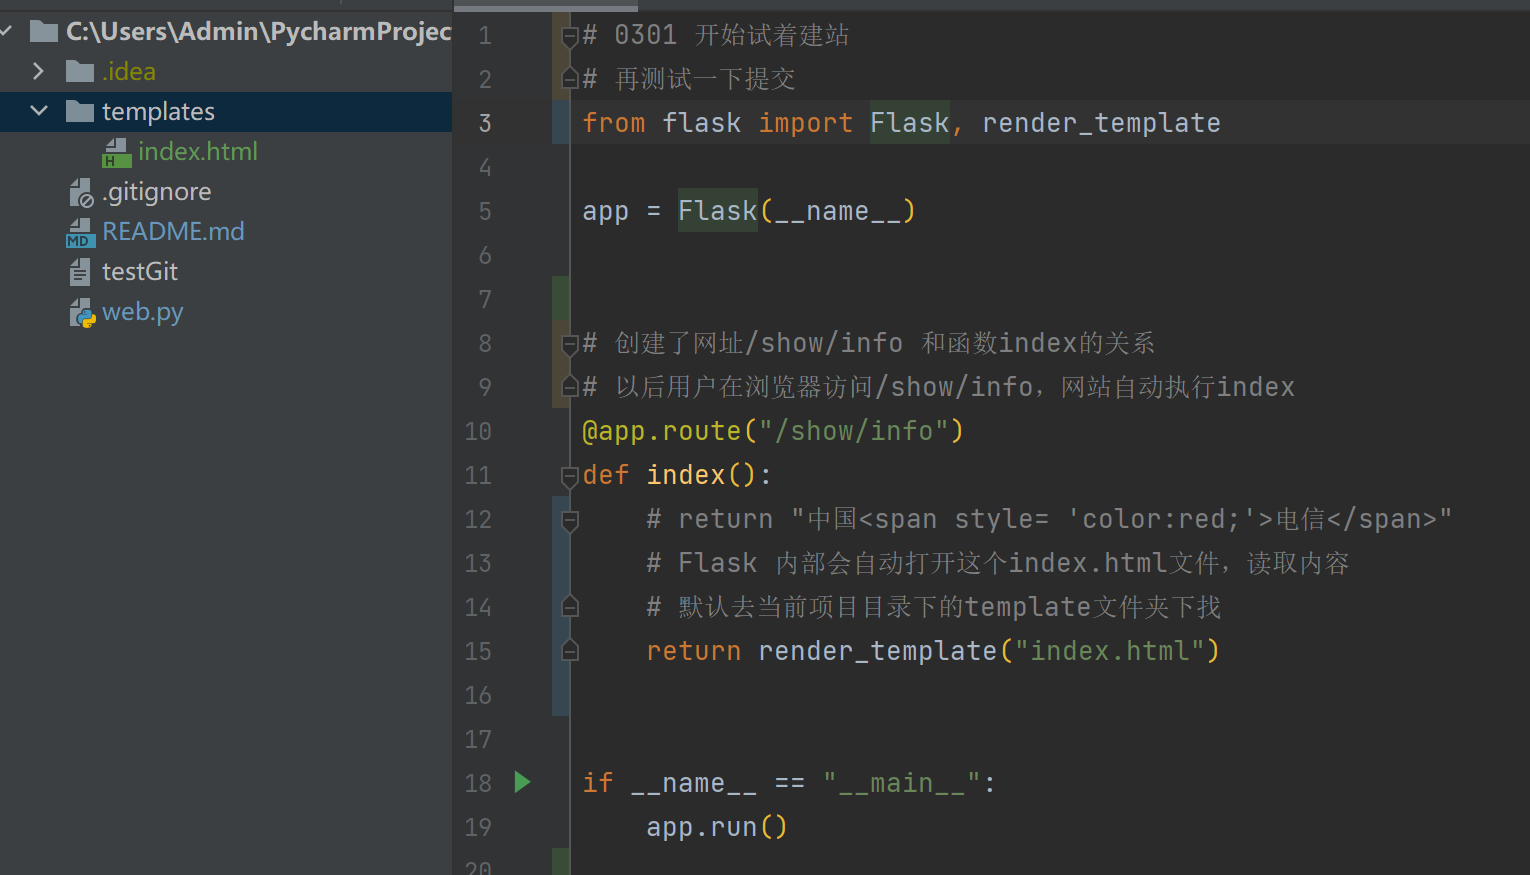 C:\Users\Admin\PycharmProjec
.idea
templates
index.html
.gitignore
README.md
testGit
web.py
1 # 0301 开始试着建站
2 # 再测试一下提交
3 from flask import Flask, render_template
4
5 app = Flask(__name__)
6
7
8 # 创建了网址/show/info 和函数index的关系
9 # 以后用户在浏览器访问/show/info，网站自动执行index
10 @app.route("/show/info")
11 def index():
12 # return "中国<span style= 'color:red;'>电信</span>"
13 # Flask 内部会自动打开这个index.html文件，读取内容
14 # 默认去当前项目目录下的template文件夹下找
15 return render_template("index.html")
16
17
18 if __name__ == "__main__":
19 app.run()
20